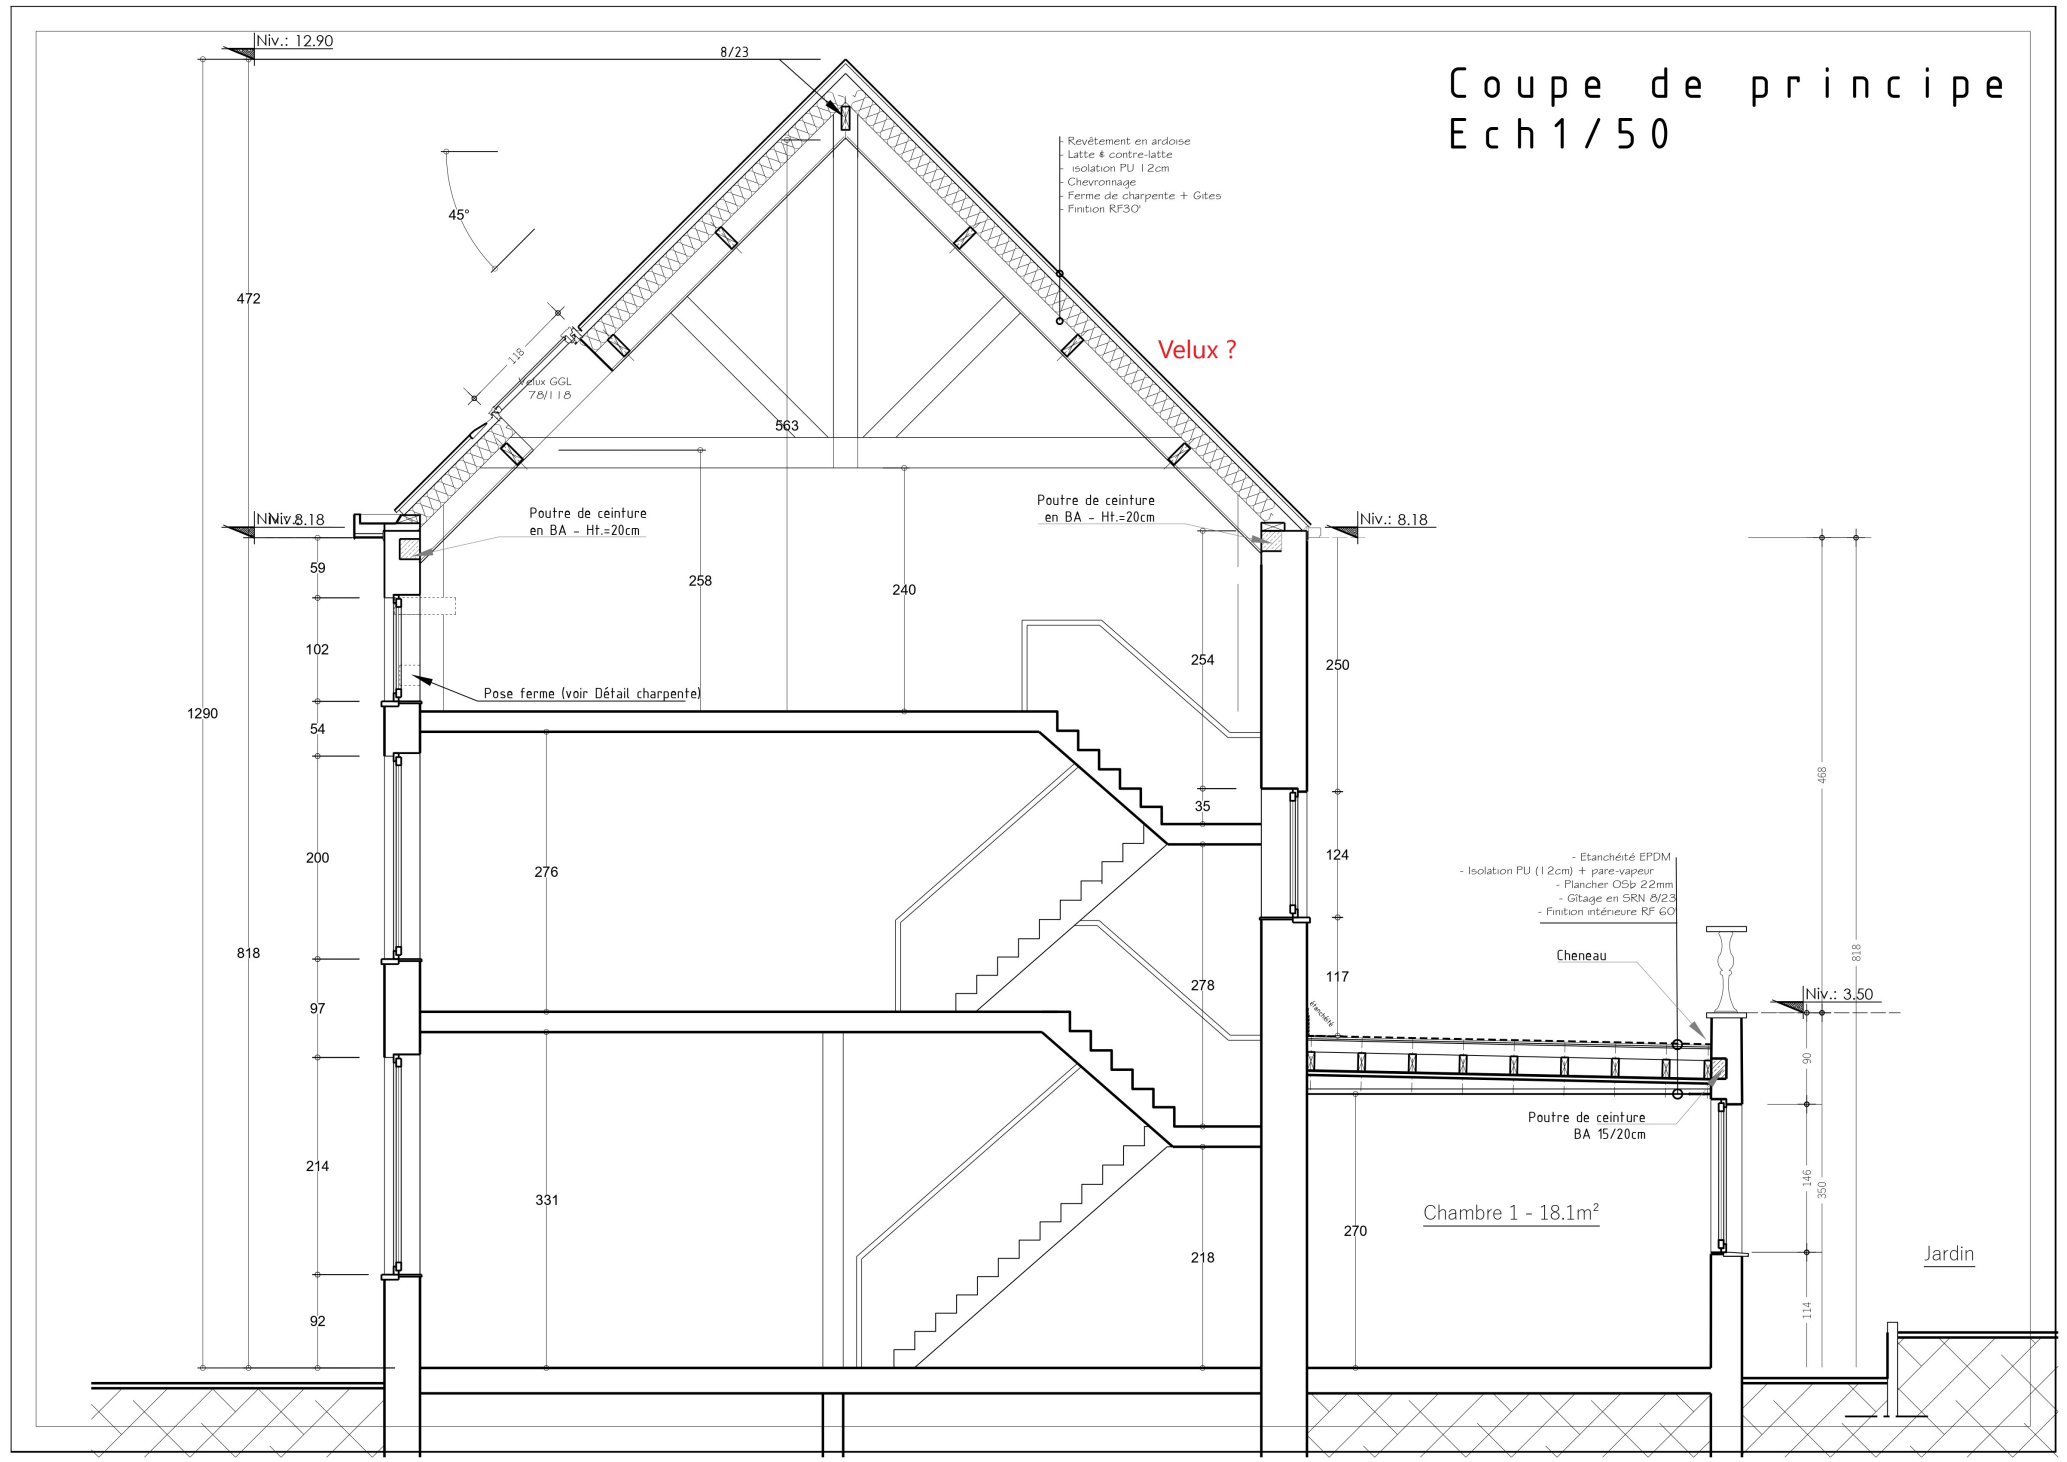 Niv.: 12.90
8/23
Coupe de principe
Ech1/50
- Revêtement en ardoise
- Latte & contre-latte
- isolation PU 12cm
- Chevronnage
- Ferme de charpente + Gites
- Finition RF30'
45°
472
Velux ?
118
Velux GGL
78/118
563
Poutre de ceinture
en BA - Ht.=20cm
Poutre de ceinture
en BA - Ht.=20cm
Niv.: 8.18
Niv.: 8.18
59
258
240
102
254
250
Pose ferme (voir Détail charpente)
1290
54
468
35
200
276
124
- Etanchéité EPDM
- Isolation PU (12cm) + pare-vapeur
- Plancher OSb 22mm
- Gîtage en SRN 8/23
- Finition intérieure RF 60'
818
818
Cheneau
117
278
97
étanchéité
Niv.: 3.50
90
Poutre de ceinture
BA 15/20cm
214
331
146
350
Chambre 1 - 18.1m²
270
218
Jardin
92
114